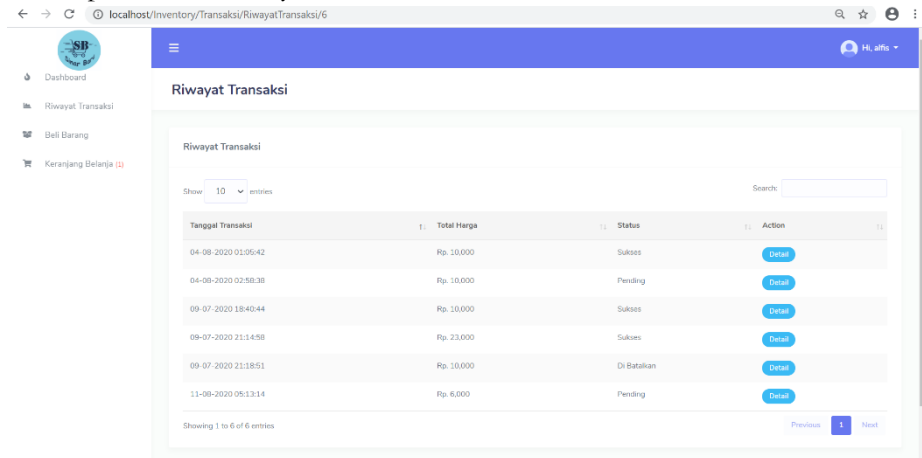 localhost/Inventory/Transaksi/RiwayatTransaksi/6
SB
Sinar Baru
Hi, alfis
Dashboard
Riwayat Transaksi
Beli Barang
Keranjang Belanja (1)
Riwayat Transaksi
Riwayat Transaksi
Show 10 entries
Search:
Tanggal Transaksi Total Harga Status Action
04-08-2020 01:05:42 Rp. 10,000 Sukses Detail
04-08-2020 02:58:38 Rp. 10,000 Pending Detail
09-07-2020 18:40:44 Rp. 10,000 Sukses Detail
09-07-2020 21:14:58 Rp. 23,000 Sukses Detail
09-07-2020 21:18:51 Rp. 10,000 Di Batalkan Detail
11-08-2020 05:13:14 Rp. 6,000 Pending Detail
Showing 1 to 6 of 6 entries
Previous 1 Next